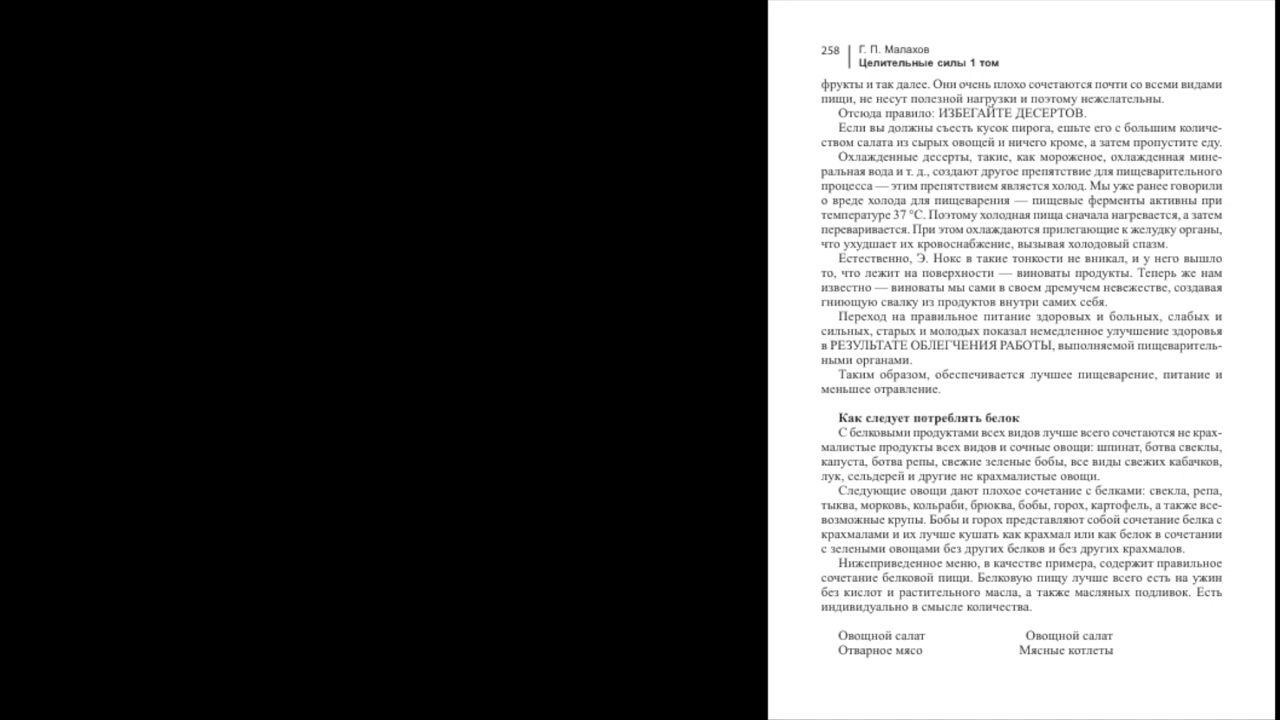 258
Г. П. Малахов
Целительные силы 1 том
фрукты и так далее. Они очень плохо сочетаются почти со всеми видами
пищи, не несут полезной нагрузки и поэтому нежелательны.
Отсюда правило: ИЗБЕГАЙТЕ ДЕСЕРТОВ.
Если вы должны съесть кусок пирога, ешьте его с большим количе-
ством салата из сырых овощей и ничего кроме, а затем пропустите еду.
Охлажденные десерты, такие, как мороженое, охлажденная мине-
ральная вода и т. д., создают другое препятствие для пищеварительного
процесса — этим препятствием является холод. Мы уже ранее говорили
о вреде холода для пищеварения — пищевые ферменты активны при
температуре 37 °С. Поэтому холодная пища сначала нагревается, а затем
переваривается. При этом охлаждаются прилегающие к желудку органы,
что ухудшает их кровоснабжение, вызывая холодовый спазм.
Естественно, Э. Нокс в такие тонкости не вникал, и у него вышло
то, что лежит на поверхности — виноваты продукты. Теперь же нам
известно — виноваты мы сами в своем дремучем невежестве, создавая
гниющую свалку из продуктов внутри самих себя.
Переход на правильное питание здоровых и больных, слабых и
сильных, старых и молодых показал немедленное улучшение здоровья
в РЕЗУЛЬТАТЕ ОБЛЕГЧЕНИЯ РАБОТЫ, выполняемой пищеваритель-
ными органами.
Таким образом, обеспечивается лучшее пищеварение, питание и
меньшее отравление.
Как следует потреблять белок
С белковыми продуктами всех видов лучше всего сочетаются не крах-
малистые продукты всех видов и сочные овощи: шпинат, ботва свеклы,
капуста, ботва репы, свежие зеленые бобы, все виды свежих кабачков,
лук, сельдерей и другие не крахмалистые овощи.
Следующие овощи дают плохое сочетание с белками: свекла, репа,
тыква, морковь, кольраби, брюква, бобы, горох, картофель, а также все-
возможные крупы. Бобы и горох представляют собой сочетание белка с
крахмалами и их лучше кушать как крахмал или как белок в сочетании
с зелеными овощами без других белков и без других крахмалов.
Нижеприведенное меню, в качестве примера, содержит правильное
сочетание белковой пищи. Белковую пищу лучше всего есть на ужин
без кислот и растительного масла, а также масляных подливок. Есть
индивидуально в смысле количества.
Овощной салат Овощной салат
Отварное мясо Мясные котлеты